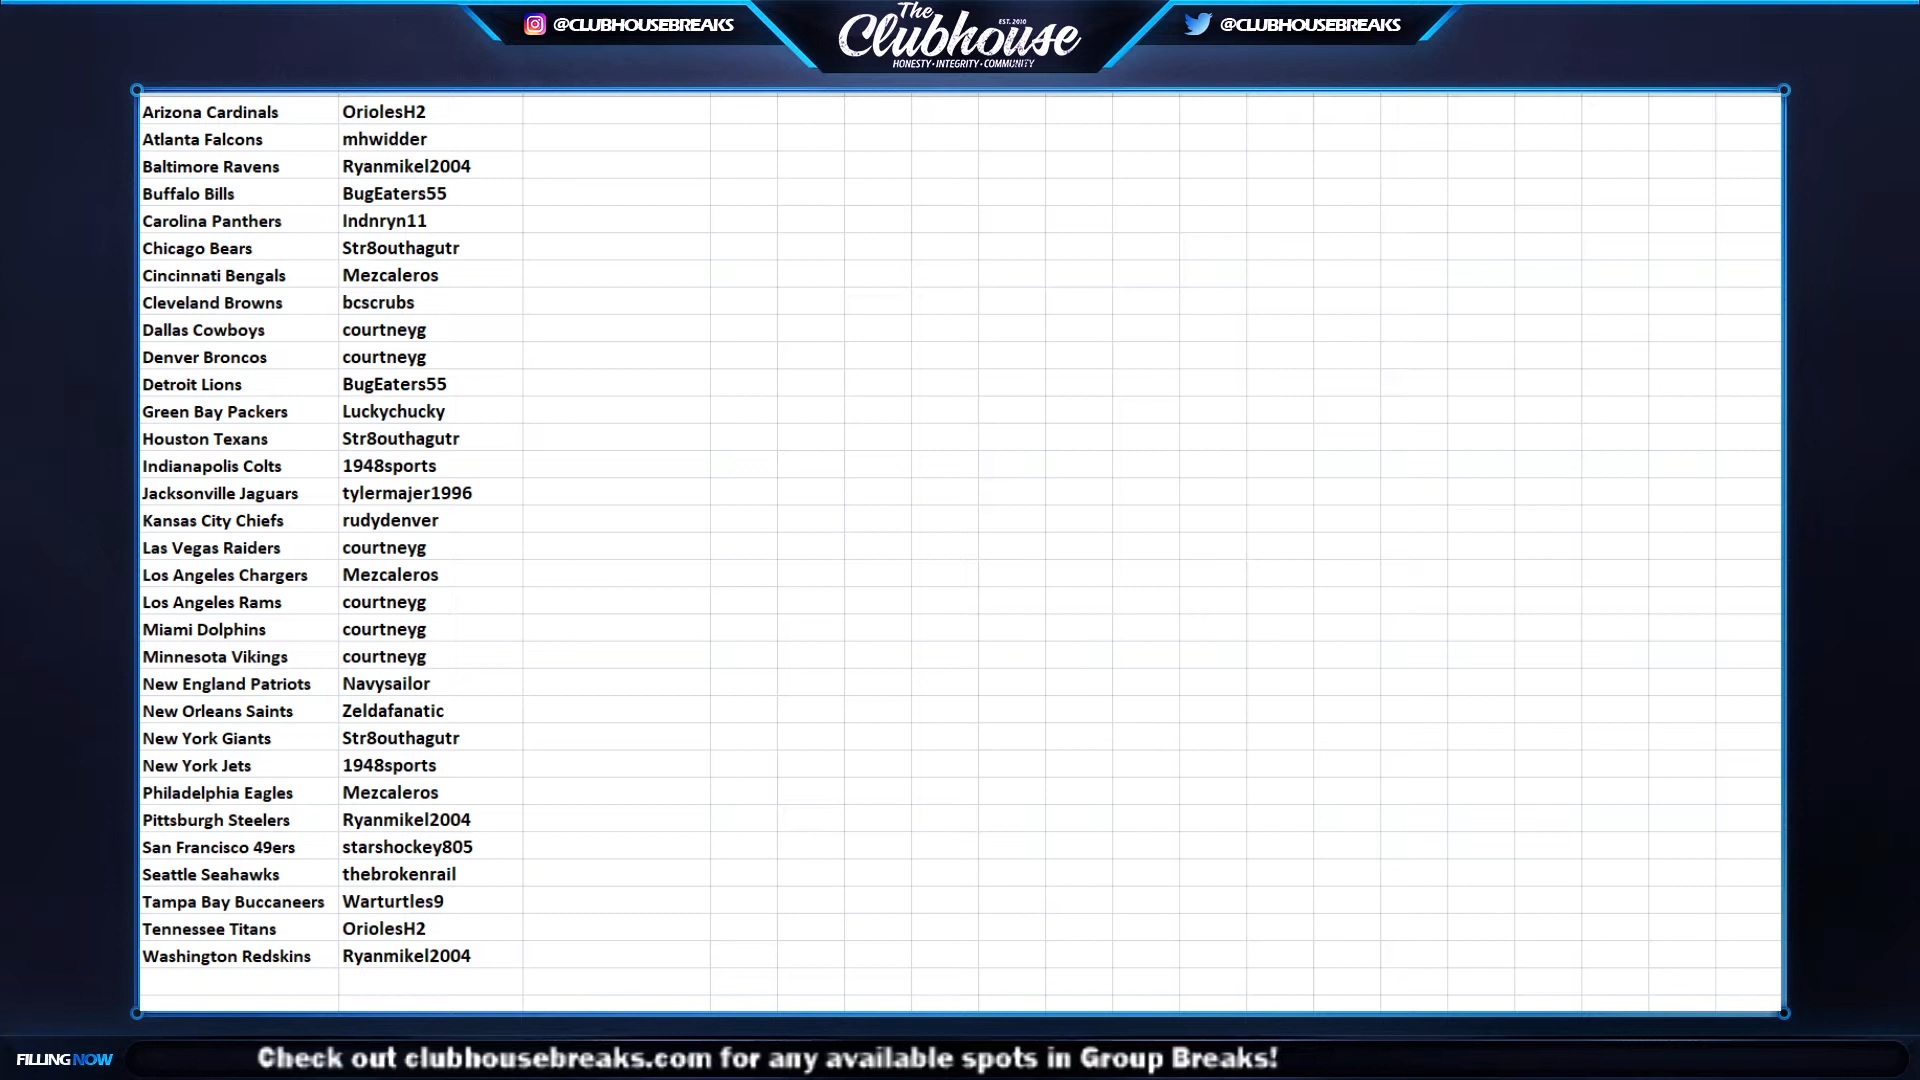 @CLUBHOUSEBREAKS
The
Clubhouse
EST. 2010
HONESTY•INTEGRITY•COMMUNITY
@CLUBHOUSEBREAKS
Arizona Cardinals OriolesH2
Atlanta Falcons mhwidder
Baltimore Ravens Ryanmikel2004
Buffalo Bills BugEaters55
Carolina Panthers Indnryn11
Chicago Bears Str8outhagutr
Cincinnati Bengals Mezcaleros
Cleveland Browns bcscrubs
Dallas Cowboys courtneyg
Denver Broncos courtneyg
Detroit Lions BugEaters55
Green Bay Packers Luckychucky
Houston Texans Str8outhagutr
Indianapolis Colts 1948sports
Jacksonville Jaguars tylermajer1996
Kansas City Chiefs rudydenver
Las Vegas Raiders courtneyg
Los Angeles Chargers Mezcaleros
Los Angeles Rams courtneyg
Miami Dolphins courtneyg
Minnesota Vikings courtneyg
New England Patriots Navysailor
New Orleans Saints Zeldafanatic
New York Giants Str8outhagutr
New York Jets 1948sports
Philadelphia Eagles Mezcaleros
Pittsburgh Steelers Ryanmikel2004
San Francisco 49ers starshockey805
Seattle Seahawks thebrokenrail
Tampa Bay Buccaneers Warturtles9
Tennessee Titans OriolesH2
Washington Redskins Ryanmikel2004
FILLING NOW Check out clubhousebreaks.com for any available spots in Group Breaks!